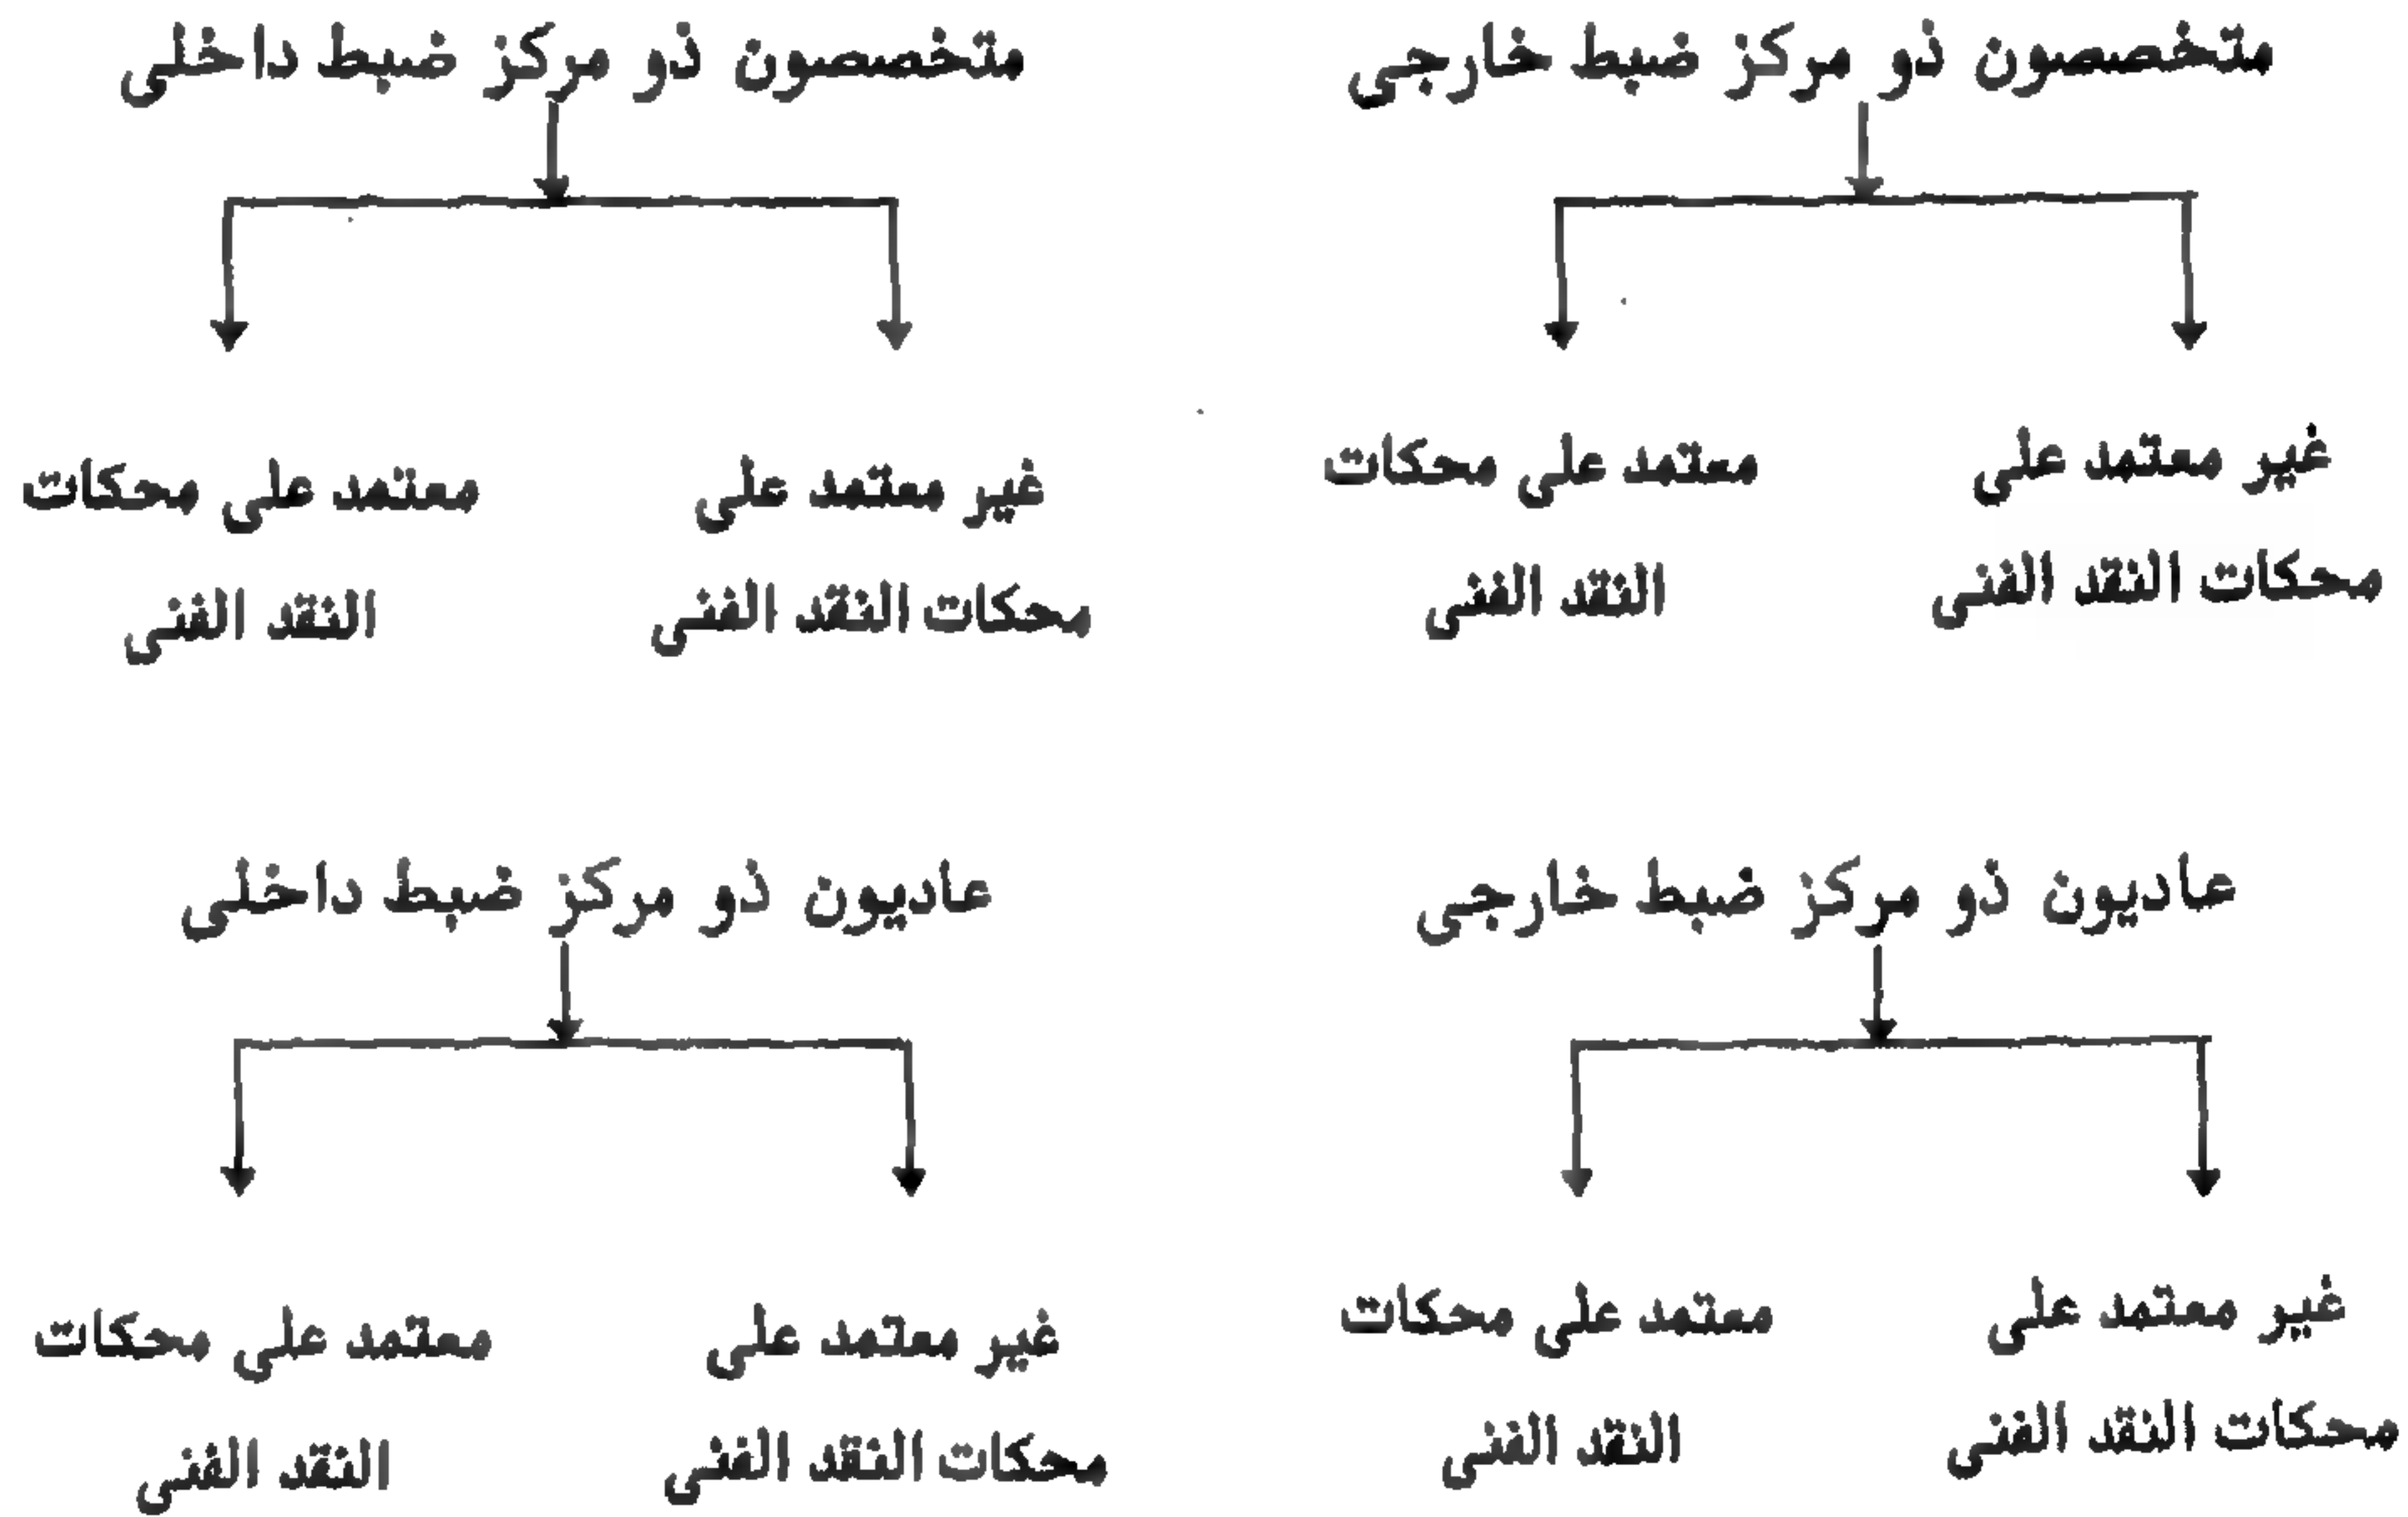 متخصصون ذو مركز ضبط خارجى
غير معتمد على
محكات النقد الفنى
معتمد على محكات
النقد الفنى
متخصصون ذو مركز ضبط داخلى
غير معتمد على
محكات النقد الفنى
معتمد على محكات
النقد الفنى
عاديون ذو مركز ضبط خارجى
غير معتمد على
محكات النقد الفنى
معتمد على محكات
النقد الفنى
عاديون ذو مركز ضبط داخلى
غير معتمد على
محكات النقد الفنى
معتمد على محكات
النقد الفنى